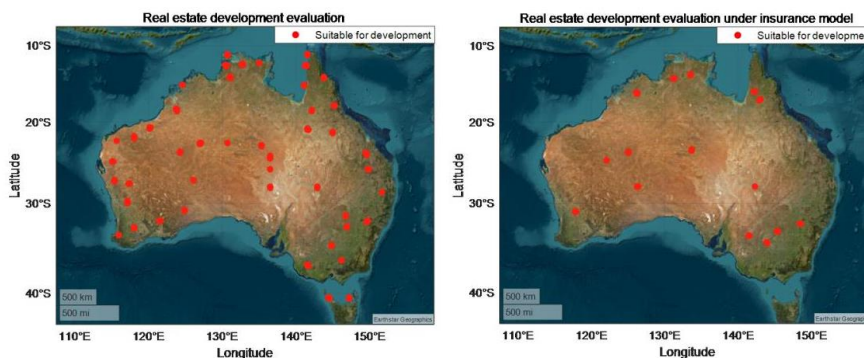 Real estate development evaluation
Suitable for development
10°S
20°S
30°S
40°S
Latitude
500 km
500 mi
Earthstar Geographics
110°E 120°E 130°E 140°E 150°E
Longitude
Real estate development evaluation under insurance model
Suitable for developme
10°S
20°S
30°S
40°S
Latitude
500 km
500 mi
Earthstar Geographics
110°E 120°E 130°E 140°E 150°E
Longitude